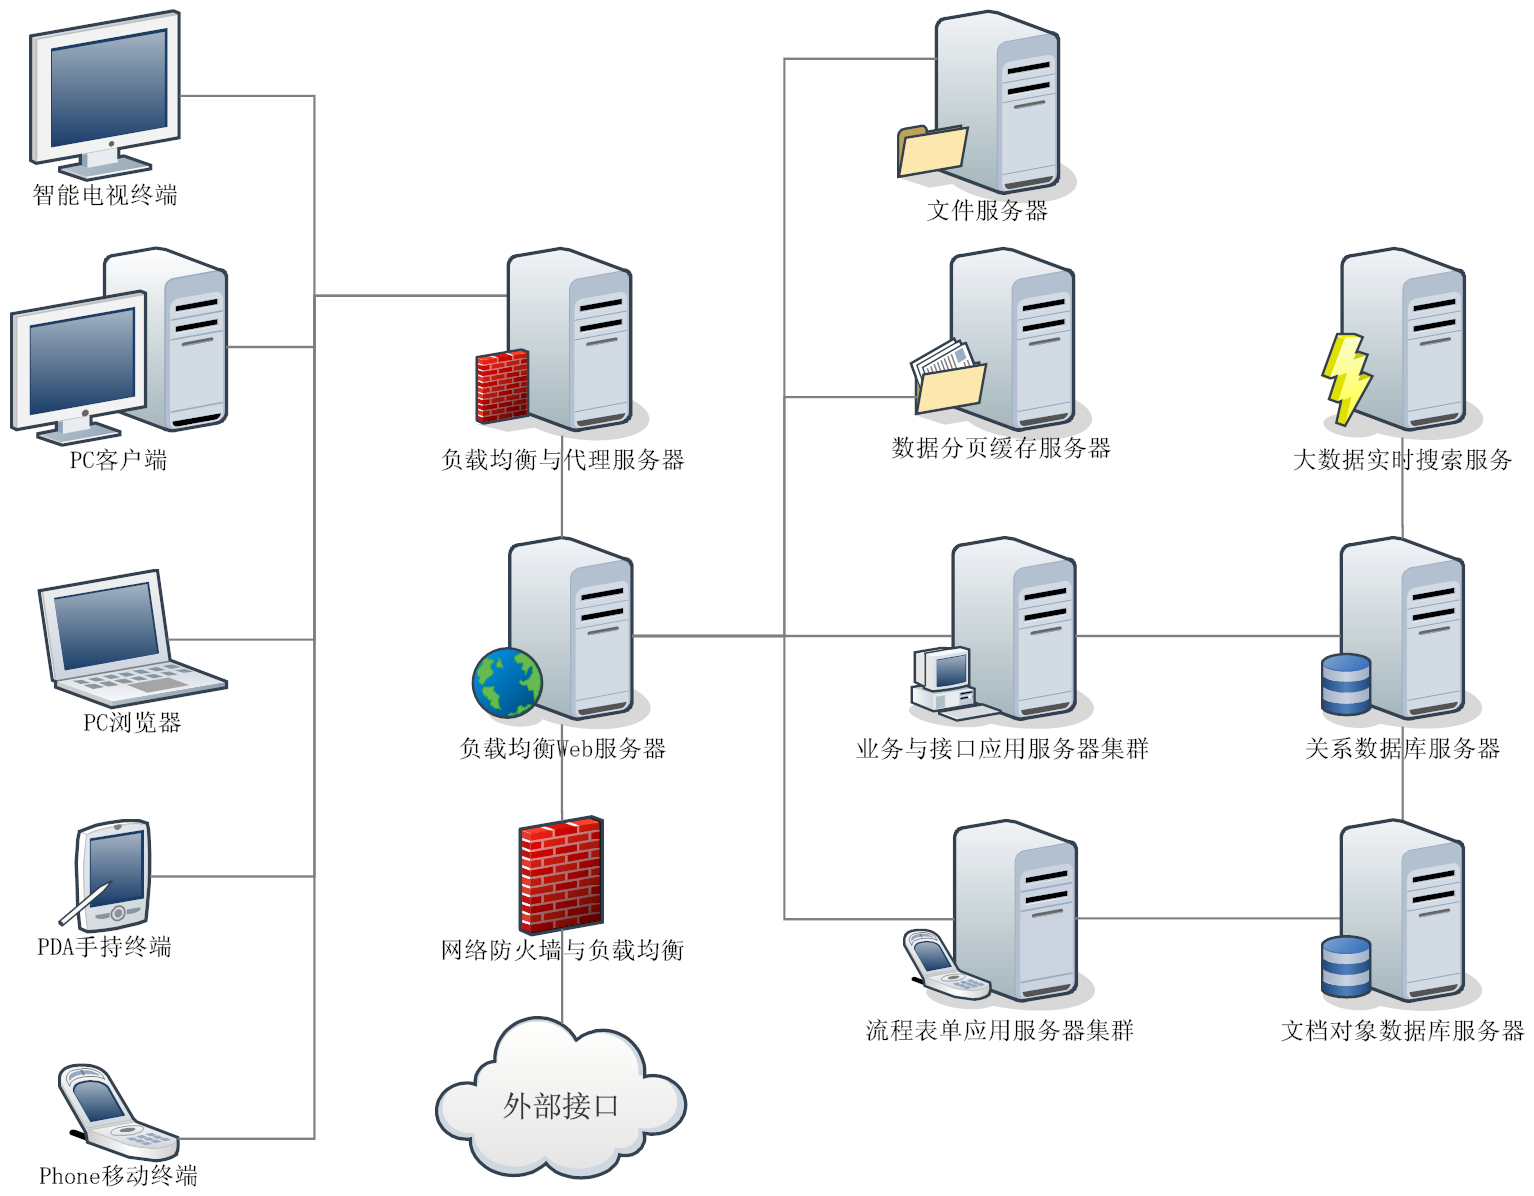 智能电视终端
文件服务器
PC客户端
负载均衡与代理服务器
数据分页缓存服务器
大数据实时搜索服务
PC浏览器
负载均衡Web服务器
业务与接口应用服务器集群
关系数据库服务器
PDA手持终端
网络防火墙与负载均衡
流程表单应用服务器集群
文档对象数据库服务器
外部接口
Phone移动终端